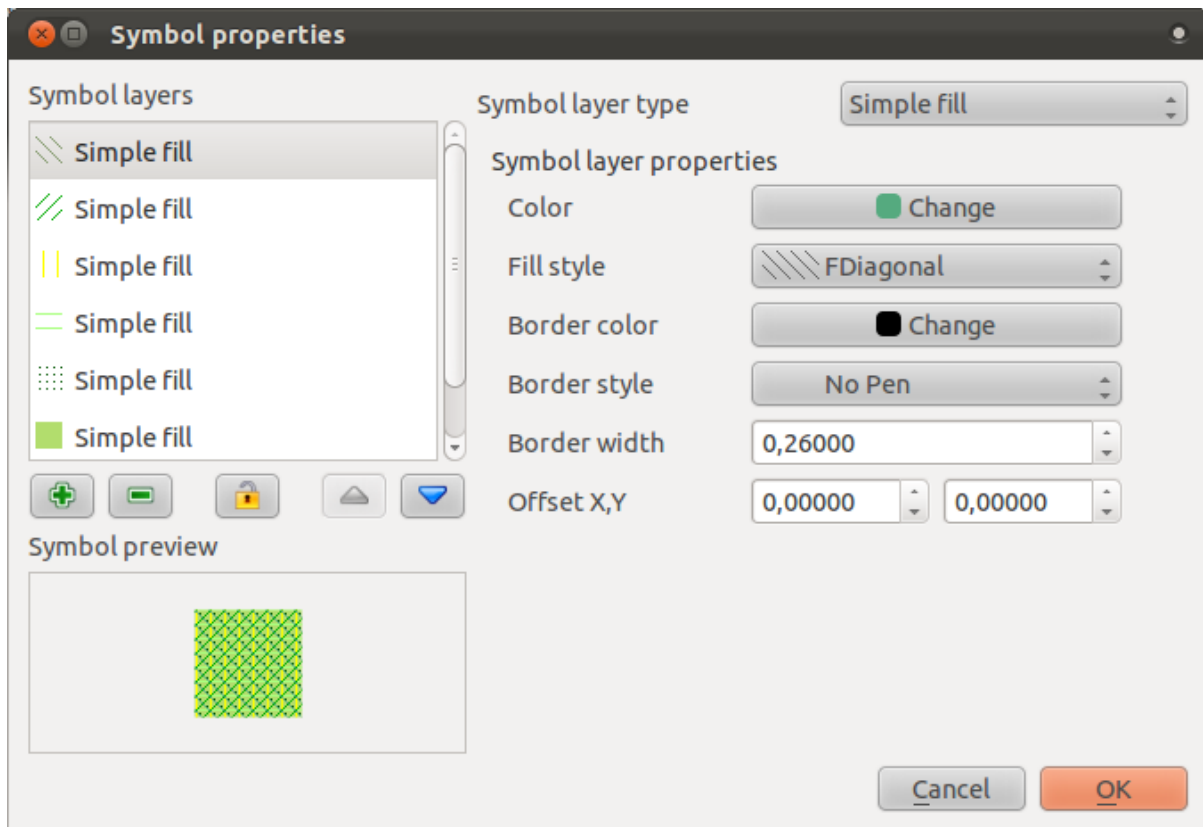 Symbol properties
Symbol layers
Simple fill
Simple fill
Simple fill
Simple fill
Simple fill
Simple fill
Symbol preview
Symbol layer type
Simple fill
Symbol layer properties
Color
Change
Fill style
FDiagonal
Border color
Change
Border style
No Pen
Border width
0,26000
Offset X,Y
0,00000
0,00000
Cancel
OK